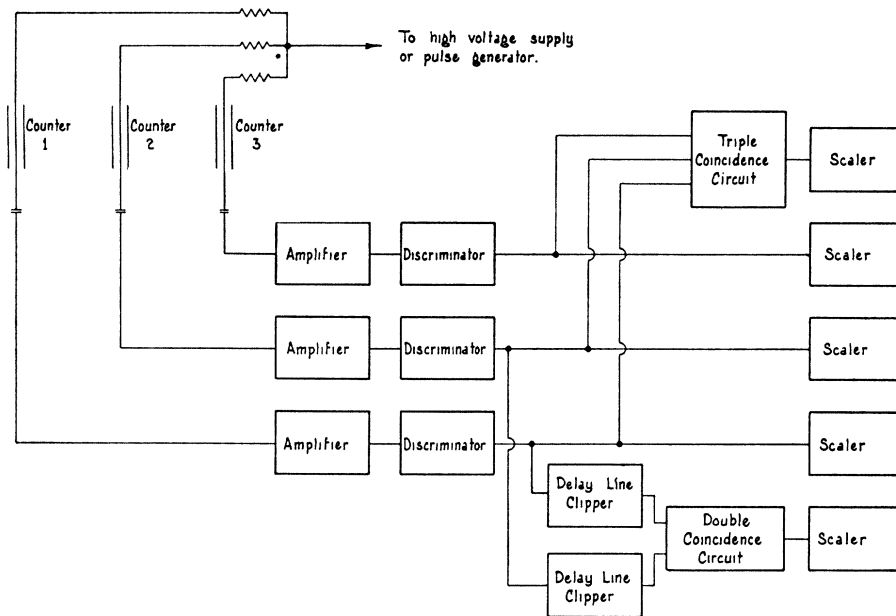 To high voltage supply
or pulse generator.
Counter
1
Counter
2
Counter
3
Triple
Coincidence
Circuit
Scaler
Amplifier
Discriminator
Scaler
Amplifier
Discriminator
Scaler
Amplifier
Discriminator
Scaler
Delay Line
Clipper
Double
Coincidence
Circuit
Scaler
Delay Line
Clipper